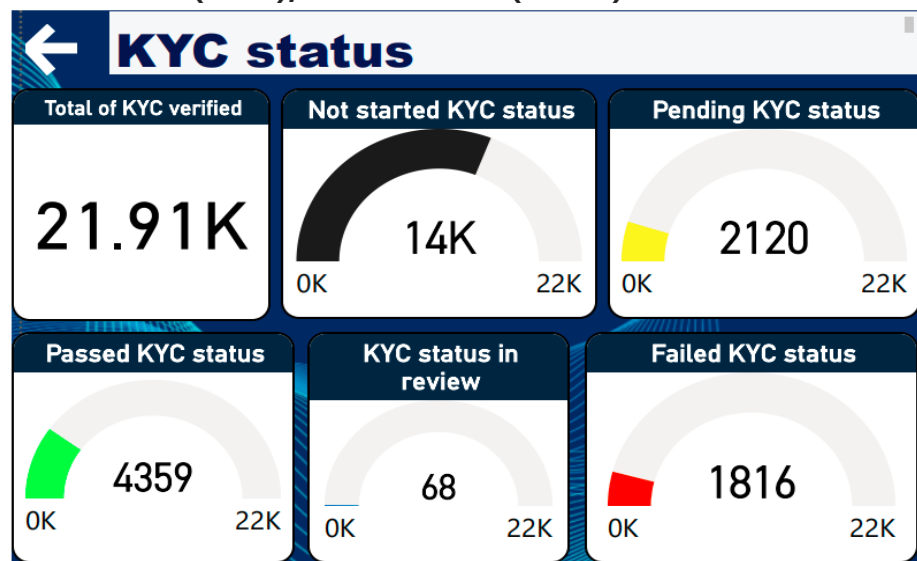 KYC status
Total of KYC verified
21.91K
Not started KYC status
14K
0K
22K
Pending KYC status
2120
0K
22K
Passed KYC status
4359
0K
22K
KYC status in
review
68
0K
22K
Failed KYC status
1816
0K
22K